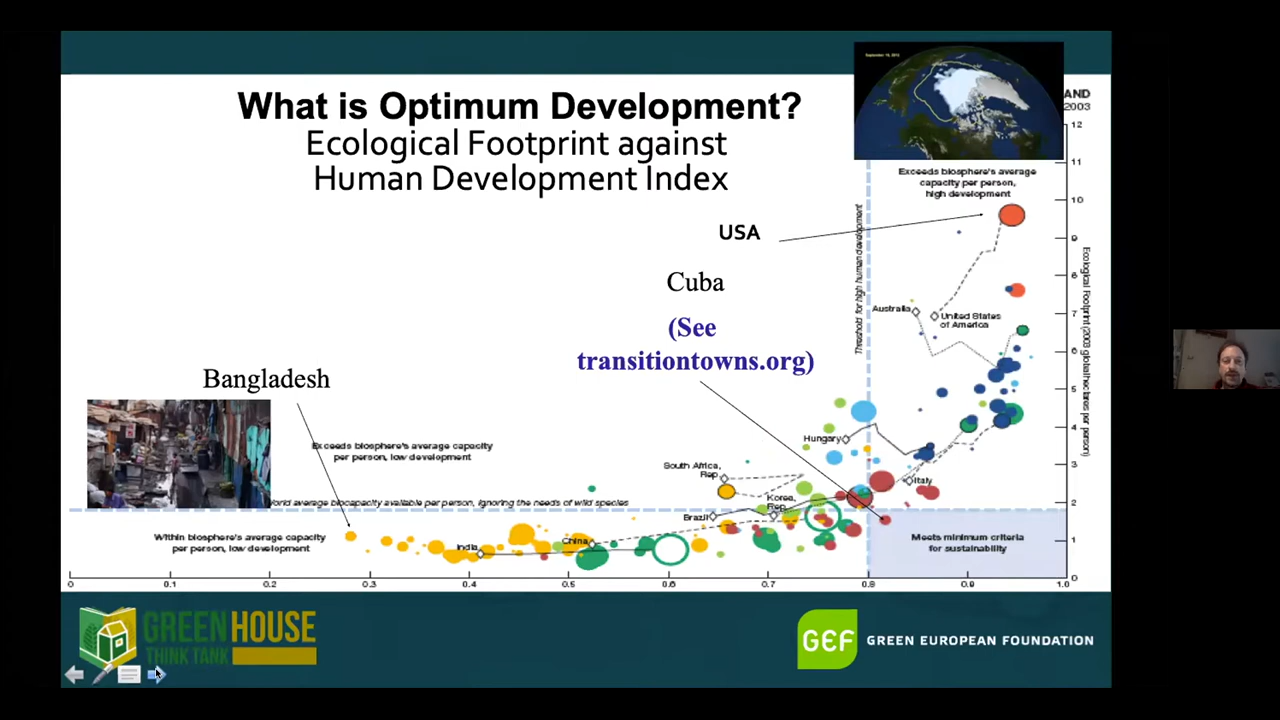 What is Optimum Development?
Ecological Footprint against
Human Development Index
AND
2003
12
11
10
9
8
7
6
5
4
3
2
1
0
Exceeds biosphere's average
capacity per person,
high development
USA
Threshold for high human development
Ecological Footprint (2003 global hectares per person)
Cuba
(See
transitiontowns.org)
Australia
United States
of America
Bangladesh
Hungary
Exceeds biosphere's average capacity
per person, low development
South Africa,
Rep
Italy
Korea,
Rep.
World average biocapacity available per person, ignoring the needs of wild species
Brazil
Within biosphere's average capacity
per person, low development
India
China
Meets minimum criteria
for sustainability
0 0.1 0.2 0.3 0.4 0.5 0.6 0.7 0.8 0.9 1.0
GREEN HOUSE
THINK TANK
GEF GREEN EUROPEAN FOUNDATION